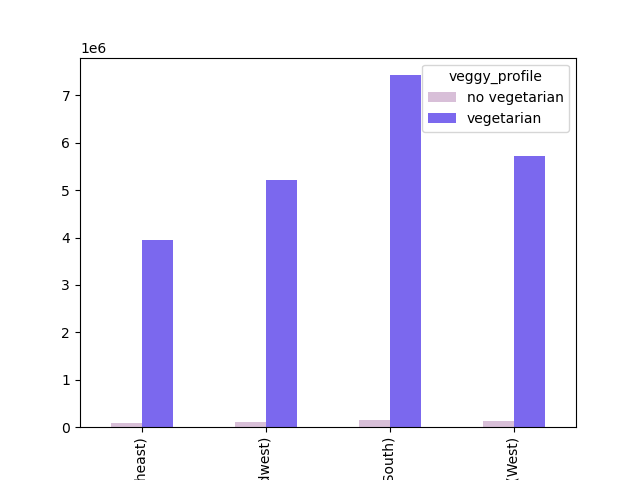 1e6
veggy_profile
no vegetarian
vegetarian
7
6
5
4
3
2
1
0
heast)
dwest)
South)
(West)